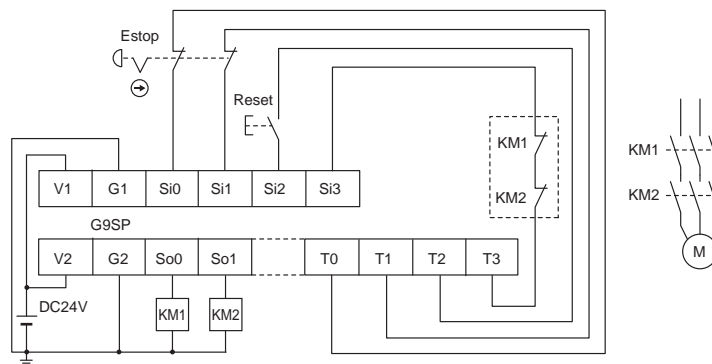 Estop
Reset
KM1
KM2
KM1
KM2
V1 G1 Si0 Si1 Si2 Si3
G9SP
V2 G2 So0 So1 T0 T1 T2 T3
M
DC24V
KM1 KM2